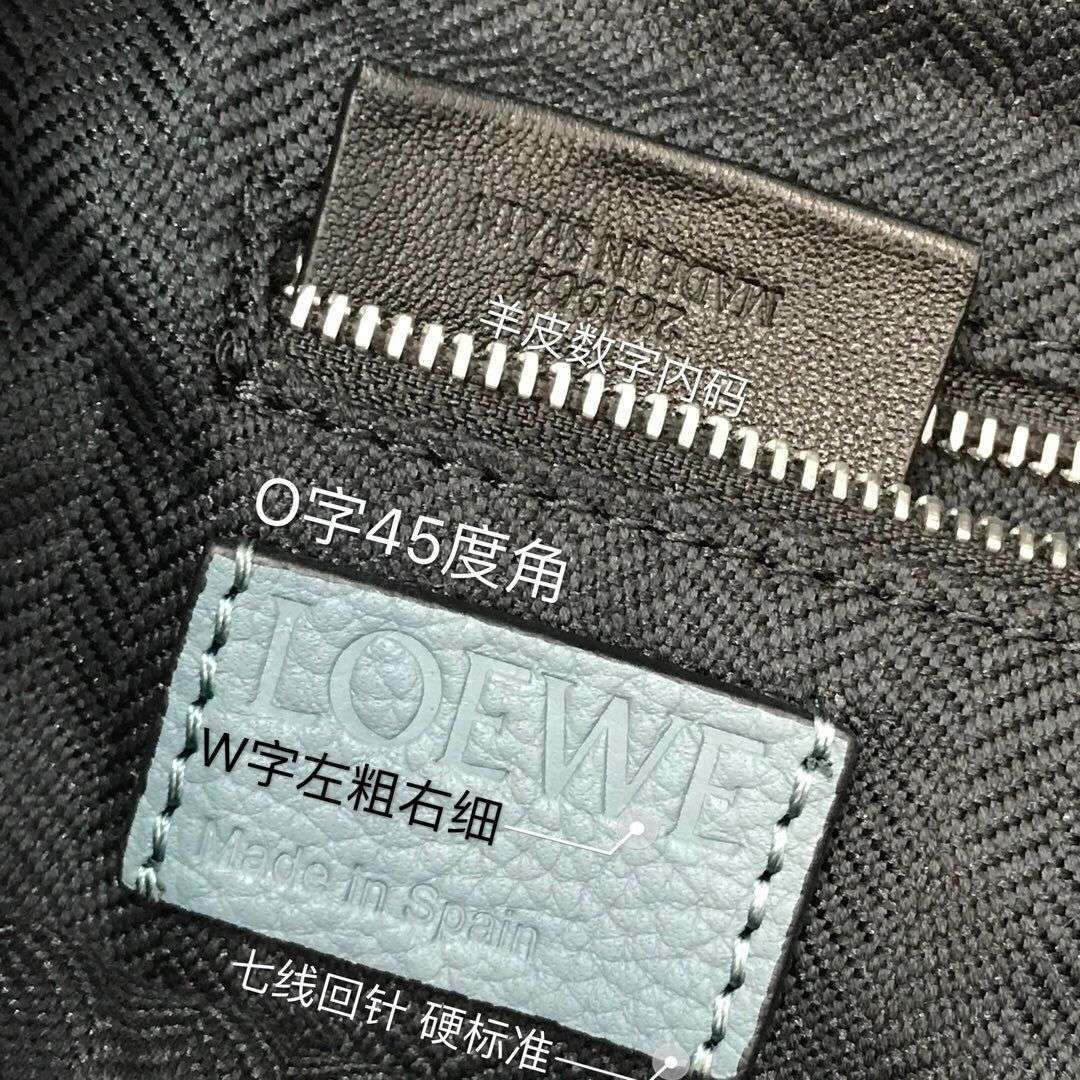 MADE IN SPAIN
羊皮数字内码
O字45度角
LOEWE
W字左粗右细
Made in Spain
七线回针 硬标准